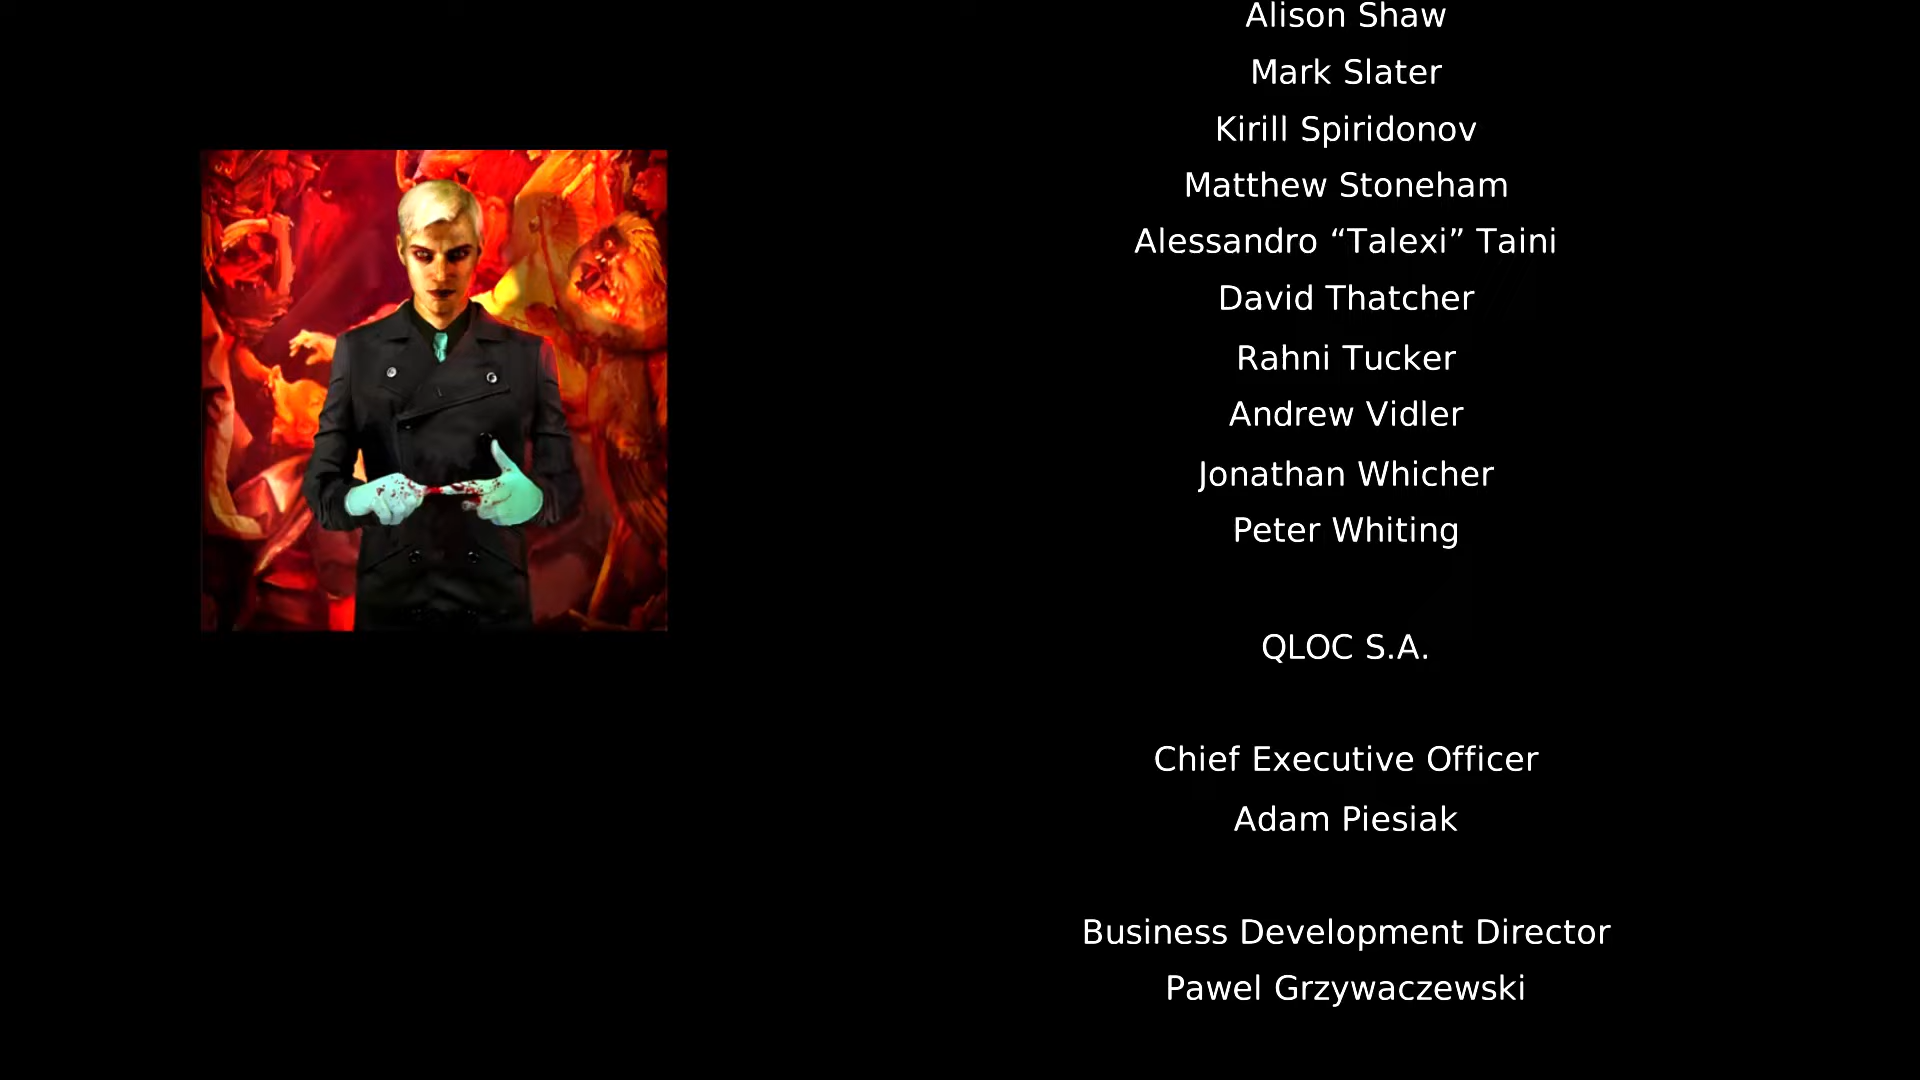 Alison Shaw
Mark Slater
Kirill Spiridonov
Matthew Stoneham
Alessandro “Talexi” Taini
David Thatcher
Rahni Tucker
Andrew Vidler
Jonathan Whicher
Peter Whiting
QLOC S.A.
Chief Executive Officer
Adam Piesiak
Business Development Director
Pawel Grzywaczewski